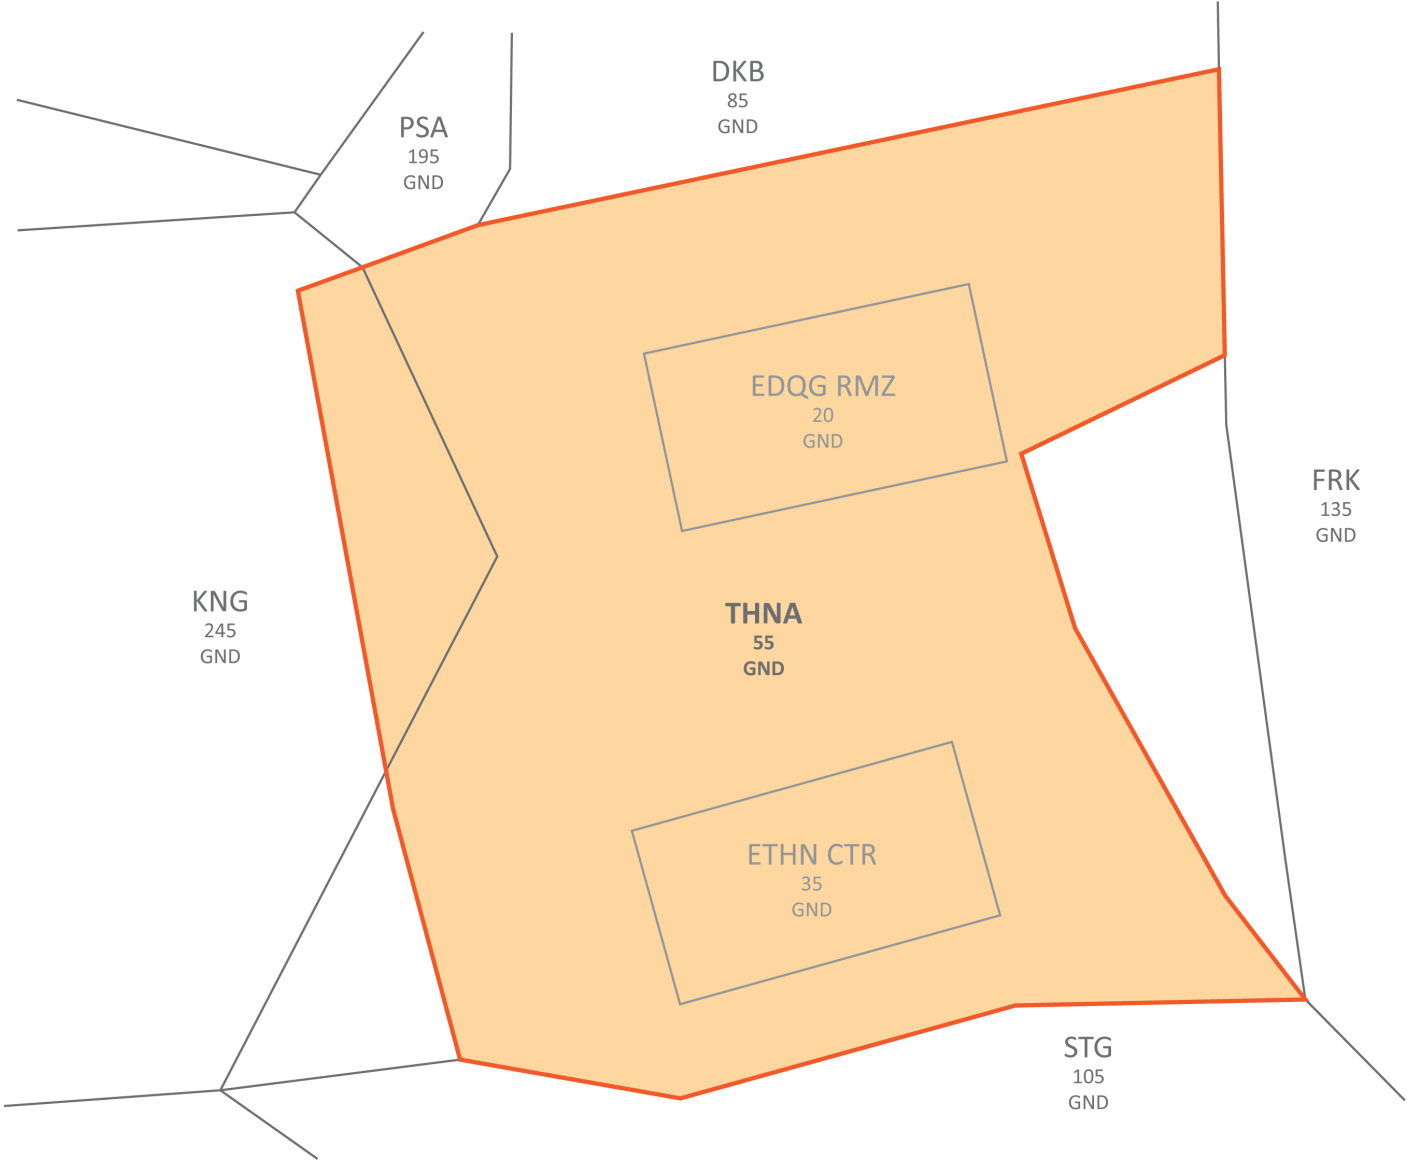 DKB
85
GND
PSA
195
GND
EDQG RMZ
20
GND
FRK
135
GND
KNG
245
GND
THNA
55
GND
ETHN CTR
35
GND
STG
105
GND